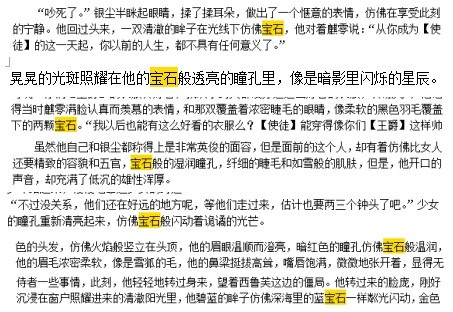 “吵死了。”银尘半眯起眼睛，揉了揉耳朵，做出了一个惬意的表情，仿佛在享受此刻
的宁静。他回过头来，一双清澈的眸子在光线下仿佛宝石，他对着麒零说：“从你成为【使
徒】的这一天起，你以前的人生，都不具有任何意义了。”
晃晃的光斑照耀在他的宝石般透亮的瞳孔里，像是暗影里闪烁的星辰。
得当时麒零满脸认真而羡慕的表情，和那双覆盖着浓密睫毛的眼睛，像柔软的黑色羽毛覆盖
下的两颗宝石。“我以后也能有这么好看的衣服么？【使徒】能穿得像你们【王爵】这样帅
虽然他自己和银尘都称得上是非常英俊的面容，但是面前的这个人，却有着仿佛比女人
还要精致的容貌和五官，宝石般的湿润瞳孔，纤细的睫毛和如雪般的肌肤，但是，他开口的
声音，却充满了低沉的雄性浑厚。
“不过没关系，他们还在好远的地方呢，等他们走过来，估计也要两三个钟头了吧。”少女
的瞳孔重新清亮起来，仿佛宝石般闪动着诡谲的光芒。
色的头发，仿佛火焰般竖立在头顶，他的眉眼温顺而澄亮，暗红色的瞳孔仿佛宝石般温润，
他的眉毛浓密柔软，像是雪狐的毛，他的鼻梁挺拔高耸，嘴唇饱满，微微地张开着，显得无
侍者一些事情，此刻，他轻轻地转过身来，望着西鲁芙这边的僵局。他转过来的脸庞，刚好
沉浸在窗户照耀进来的清澈阳光里，他碧蓝的眸子仿佛深海里的蓝宝石一样粼光闪动，金色